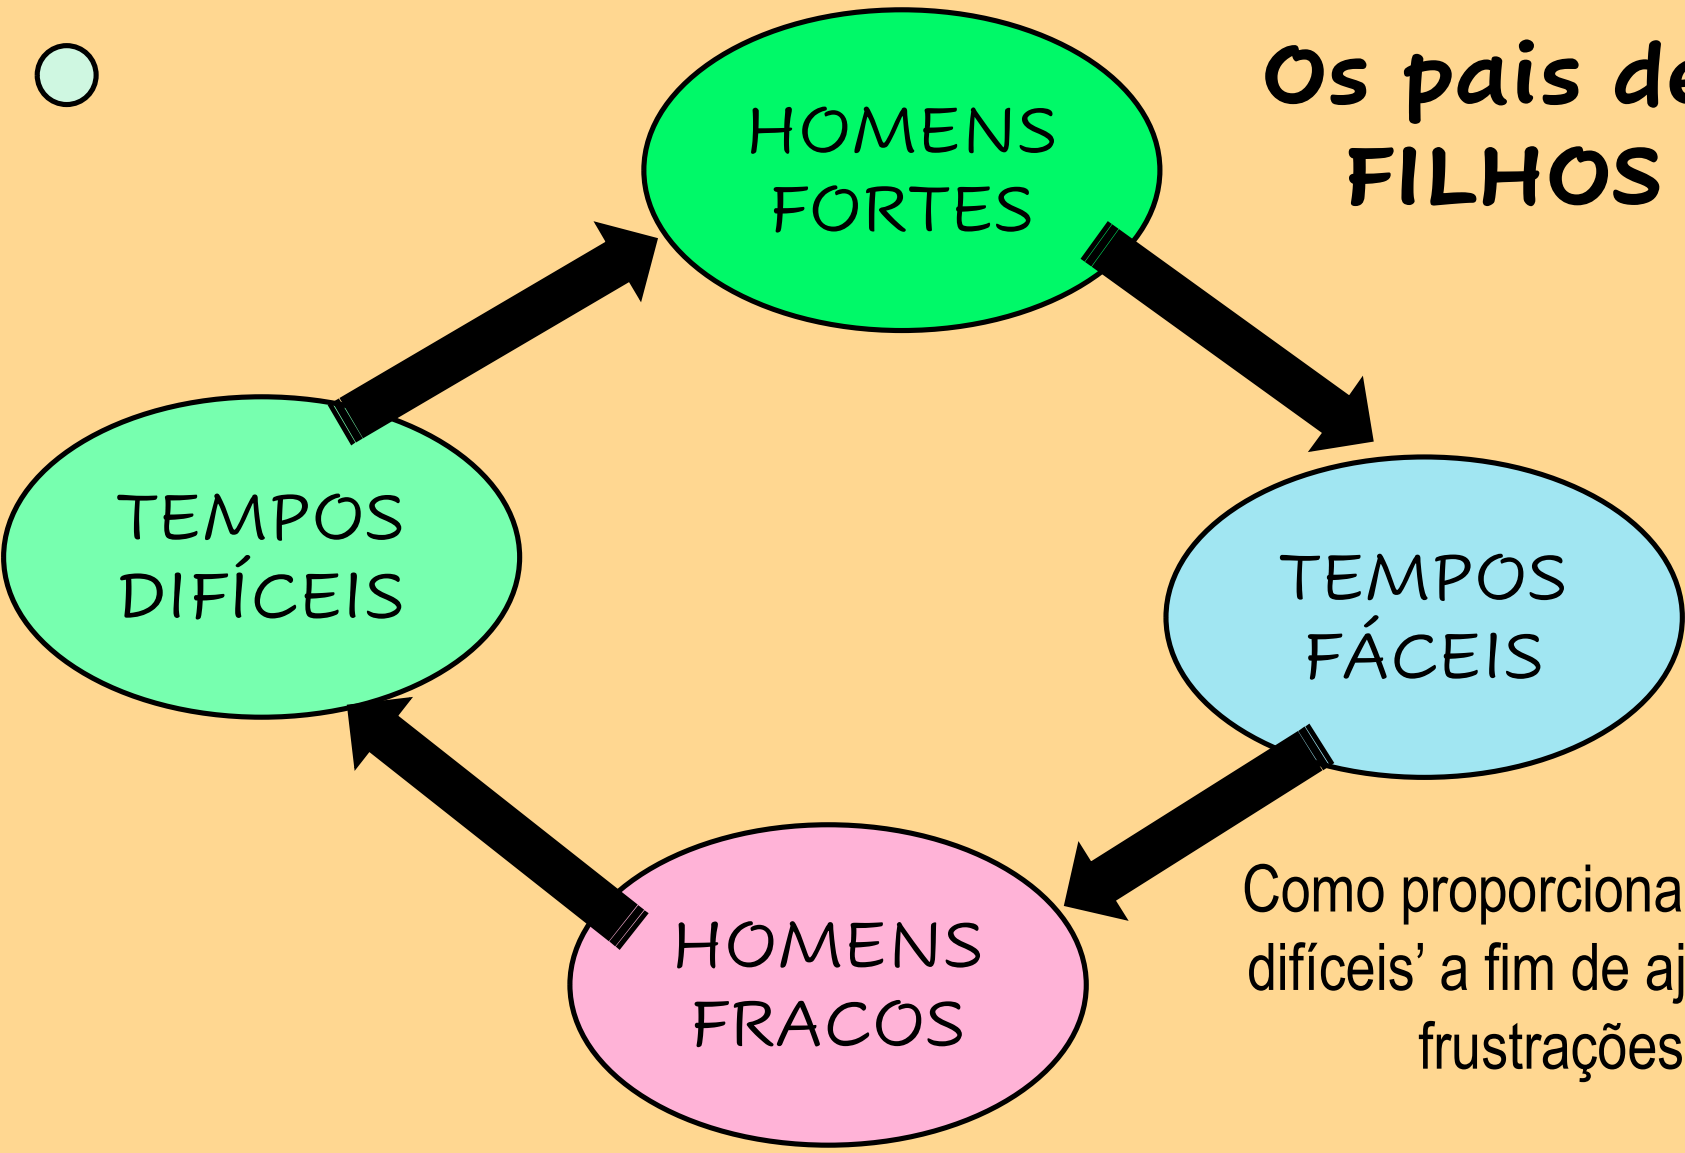 Os pais de
FILHOS
HOMENS
FORTES
TEMPOS
DIFÍCEIS
TEMPOS
FÁCEIS
HOMENS
FRACOS
Como proporciona
difíceis’ a fim de aj
frustrações